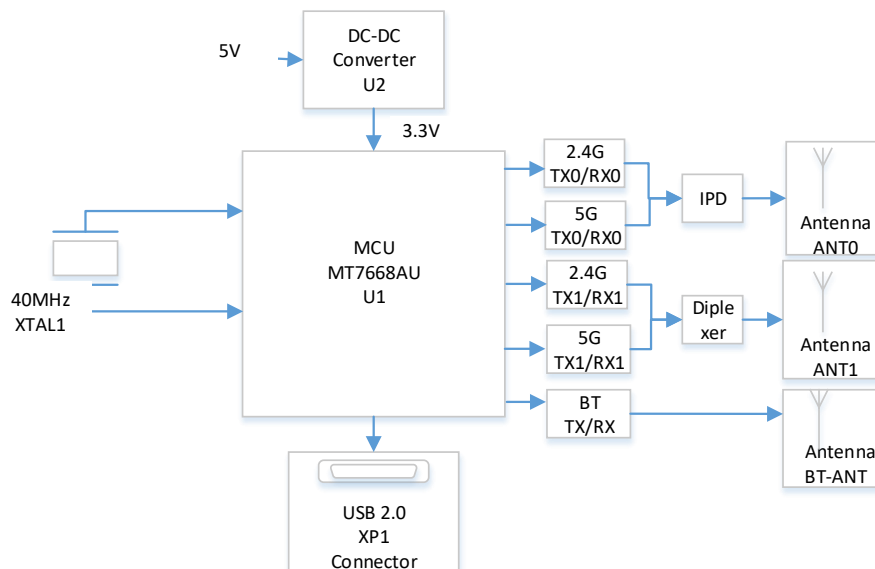 DC-DC
Converter
U2
5V
3.3V
2.4G
TX0/RX0
IPD
Antenna
ANT0
5G
TX0/RX0
MCU
MT7668AU
U1
40MHz
XTAL1
2.4G
TX1/RX1
Diple
xer
Antenna
ANT1
5G
TX1/RX1
BT
TX/RX
Antenna
BT-ANT
USB 2.0
XP1
Connector